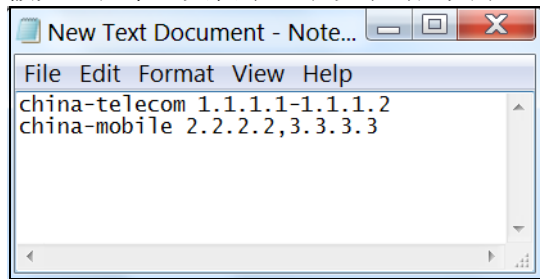 New Text Document - Note...
File Edit Format View Help
china-telecom 1.1.1.1-1.1.1.2
china-mobile 2.2.2.2,3.3.3.3